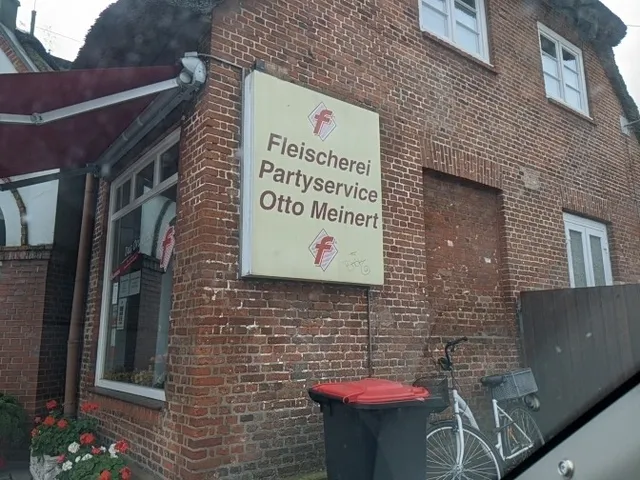 f
Fleischerei
Partyservice
Otto Meinert
f